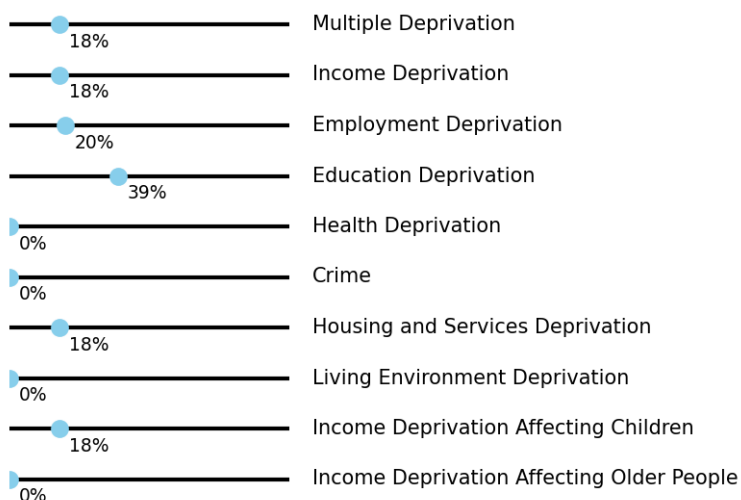 Multiple Deprivation
18%
Income Deprivation
18%
Employment Deprivation
20%
Education Deprivation
39%
Health Deprivation
0%
Crime
0%
Housing and Services Deprivation
18%
Living Environment Deprivation
0%
Income Deprivation Affecting Children
18%
Income Deprivation Affecting Older People
0%